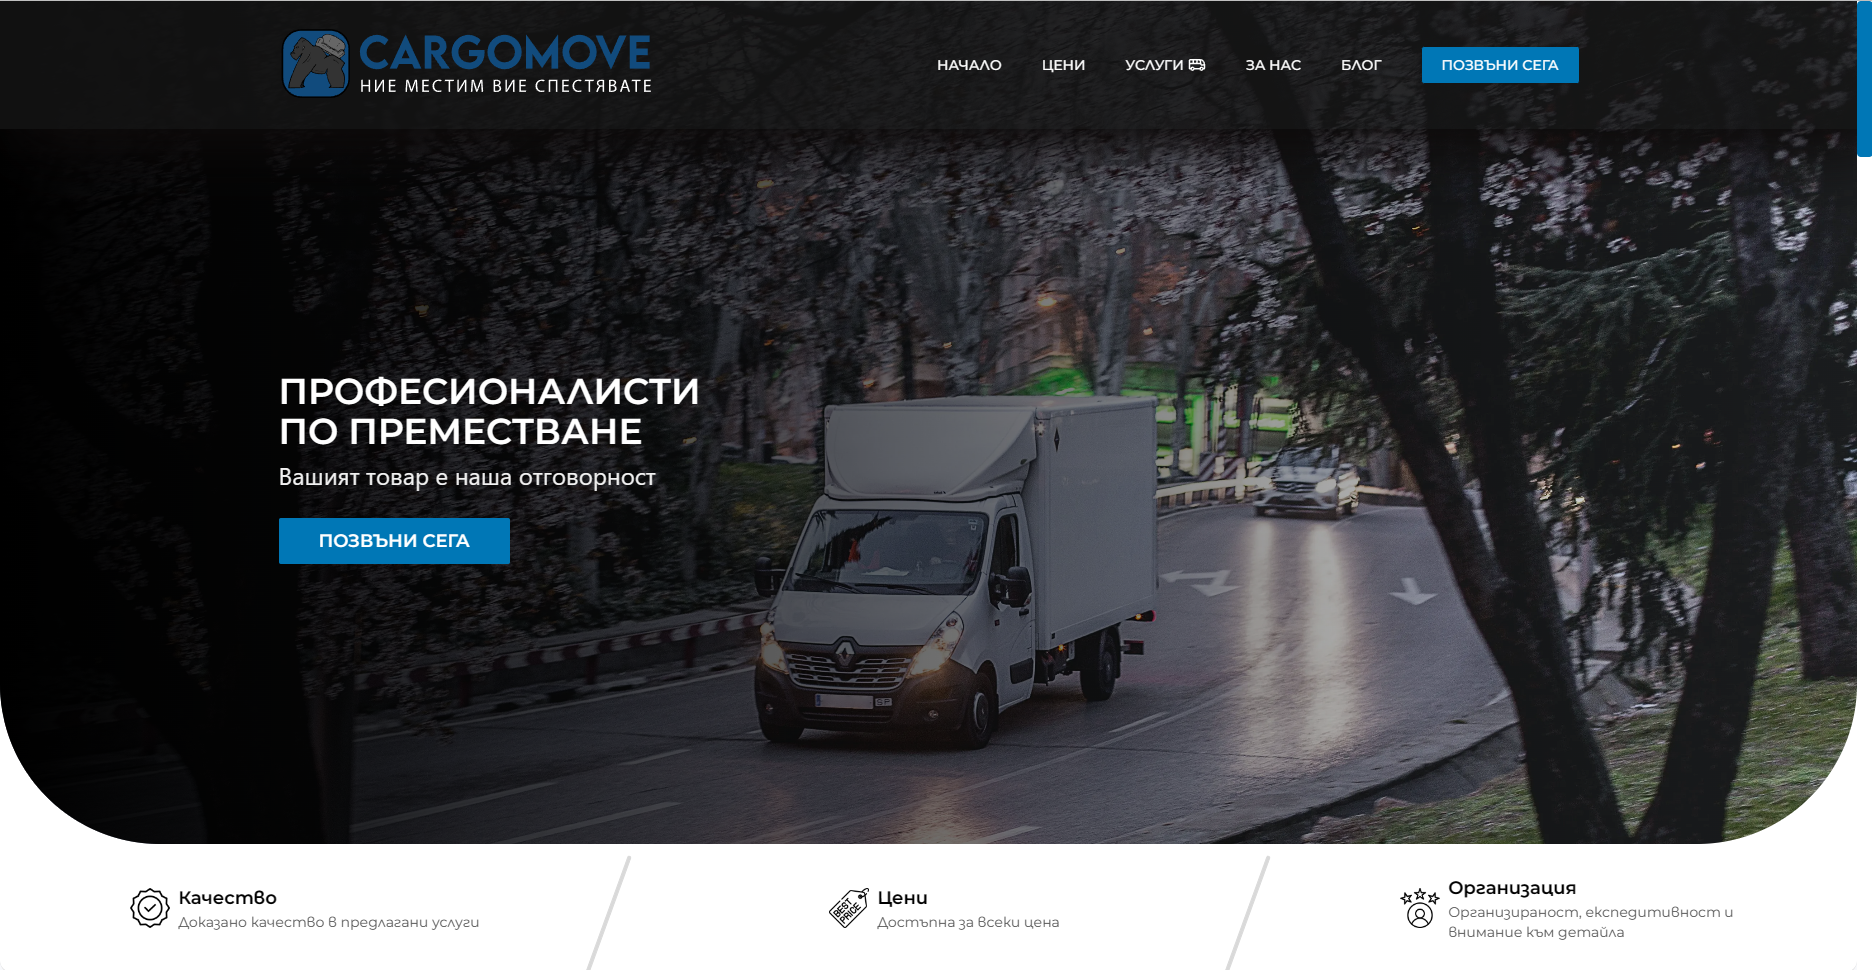 CARGOMOVE
НИЕ МЕСТИМ ВИЕ СПЕСТЯВАТЕ
НАЧАЛО
ЦЕНИ
УСЛУГИ
ЗА НАС
БЛОГ
ПОЗВЪНИ СЕГА
ПРОФЕСИОНАЛИСТИ
ПО ПРЕМЕСТВАНЕ
Вашият товар е наша отговорност
ПОЗВЪНИ СЕГА
Качество
Доказано качество в предлагани услуги
BEST
PRICE
Цени
Достъпна за всеки цена
Организация
Организираност, експедитивност и
внимание към детайла